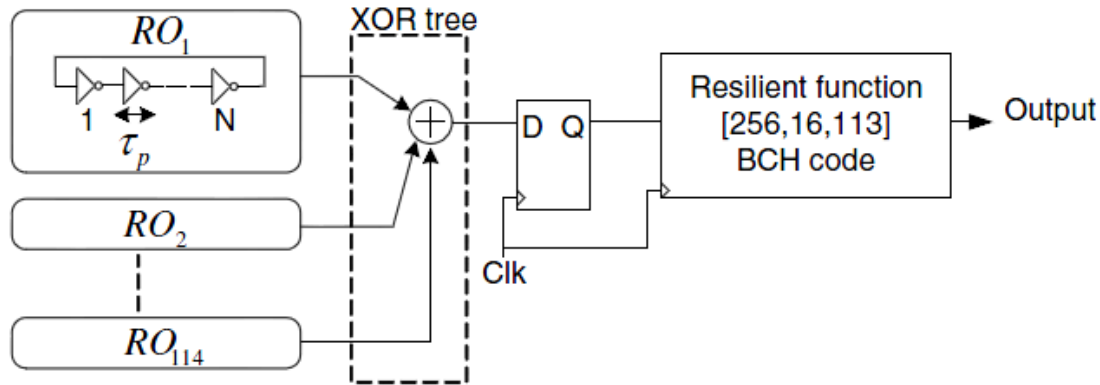 XOR tree
RO₁
1 N
τₚ
RO₂
RO₁₁₄
D Q
Clk
Resilient function
[256,16,113]
BCH code
Output